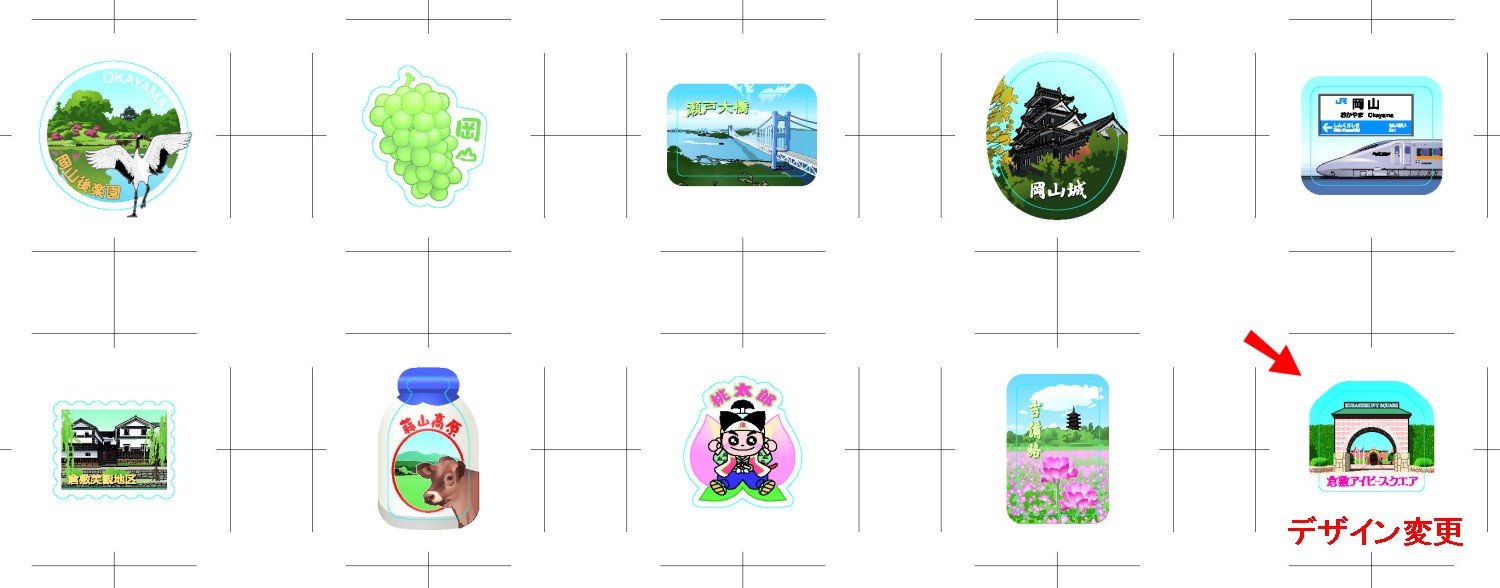 OKAYAMA
岡山後楽園
岡山
瀬戸大橋
岡山城
JR 岡山
おかやま Okayama
倉敷美観地区
蒜山高原
桃太郎
吉備路
KURASHIKI IVY SQUARE
倉敷アイビースクエア
デザイン変更